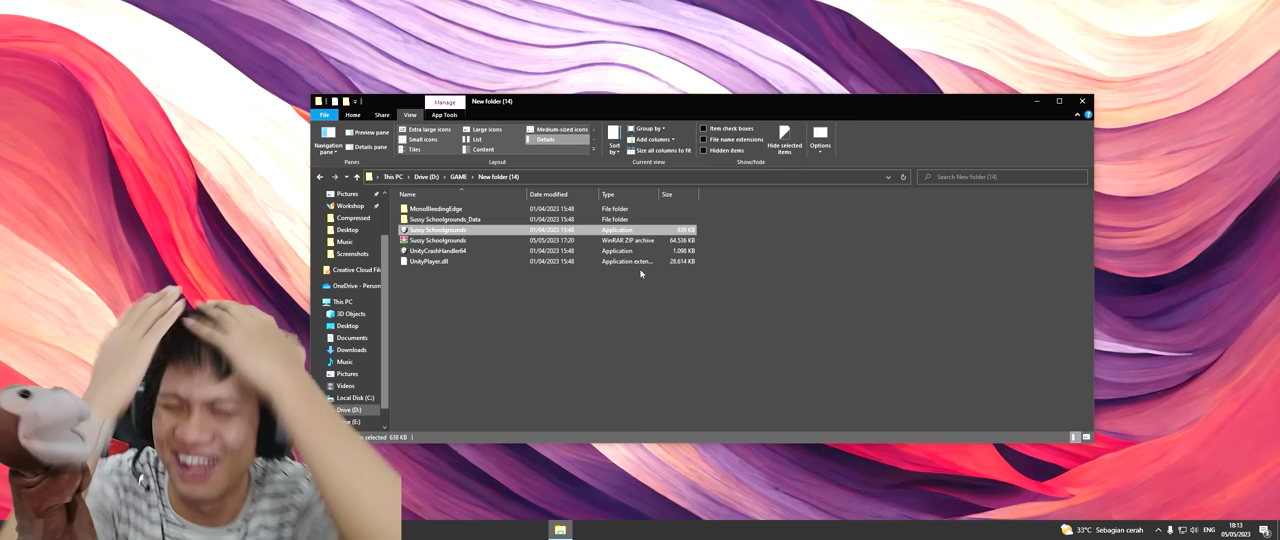 Manage
New folder (14)
File
Home
Share
View
App Tools
Navigation
pane
Preview pane
Details pane
Panes
Extra large icons
Large icons
Medium-sized icons
Small icons
List
Details
Tiles
Content
Layout
Sort
by
Group by
Add columns
Size all columns to fit
Current view
Item check boxes
File name extensions
Hidden items
Hide selected
items
Show/hide
Options
This PC > Drive (D:) > GAME > New folder (14)
Search New folder (14)
Pictures
Workshop
Compressed
Desktop
Music
Screenshots
Creative Cloud File
OneDrive - Person
This PC
3D Objects
Desktop
Documents
Downloads
Music
Pictures
Videos
Local Disk (C:)
Drive (D:)
(E:)
Name Date modified Type Size
MonoBleedingEdge 01/04/2023 15:48 File folder
Sussy Schoolgrounds_Data 01/04/2023 15:48 File folder
Sussy Schoolgrounds 01/04/2023 15:48 Application 639 KB
Sussy Schoolgrounds 05/05/2023 17:20 WinRAR ZIP archive 64.536 KB
UnityCrashHandler64 01/04/2023 15:48 Application 1.098 KB
UnityPlayer.dll 01/04/2023 15:48 Application exten... 28.614 KB
selected 638 KB
33°C Sebagian cerah
ENG
18:13
05/05/2023